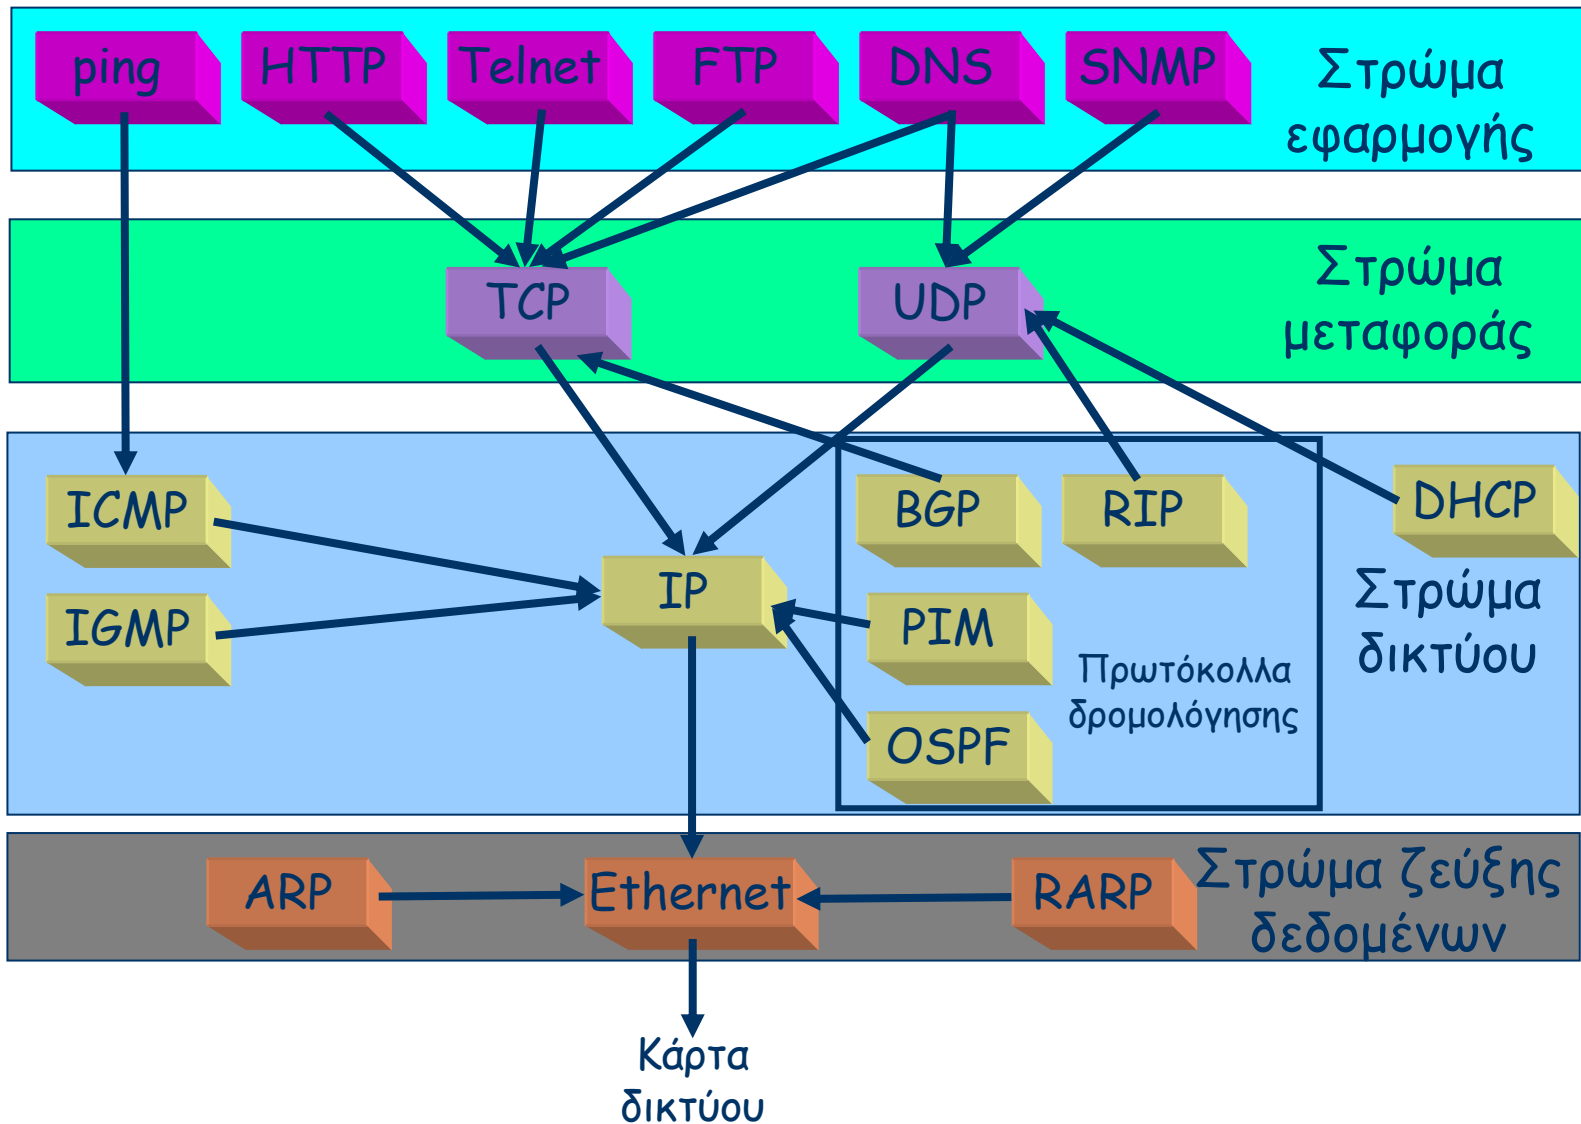 ping HTTP Telnet FTP DNS SNMP
Στρώμα
εφαρμογής
TCP UDP
Στρώμα
μεταφοράς
ICMP BGP RIP DHCP
IGMP IP PIM
Στρώμα
δικτύου
Πρωτόκολλα
δρομολόγησης
OSPF
ARP Ethernet RARP
Στρώμα ζεύξης
δεδομένων
Κάρτα
δικτύου